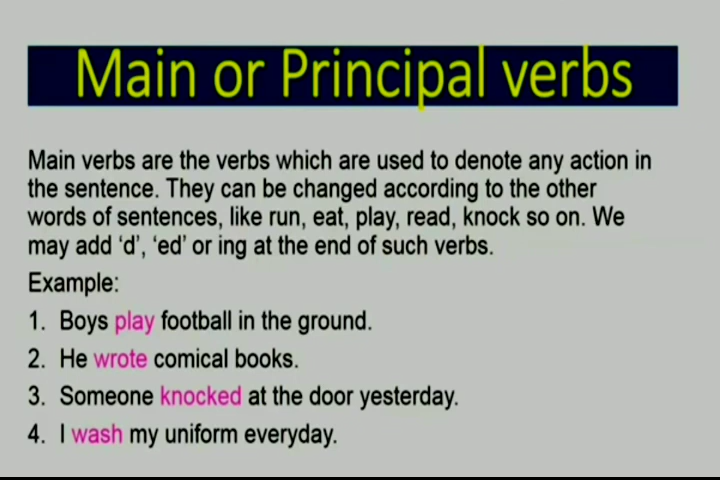 Main or Principal verbs
Main verbs are the verbs which are used to denote any action in
the sentence. They can be changed according to the other
words of sentences, like run, eat, play, read, knock so on. We
may add ‘d’, ‘ed’ or ing at the end of such verbs.
Example:
1. Boys play football in the ground.
2. He wrote comical books.
3. Someone knocked at the door yesterday.
4. I wash my uniform everyday.